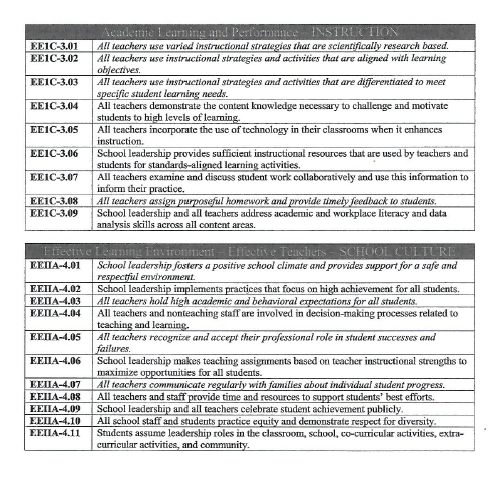 Academic Learning and Performance – INSTRUCTION
EE1C-3.01 All teachers use varied instructional strategies that are scientifically research based.
EE1C-3.02 All teachers use instructional strategies and activities that are aligned with learning
objectives.
EE1C-3.03 All teachers use instructional strategies and activities that are differentiated to meet
specific student learning needs.
EE1C-3.04 All teachers demonstrate the content knowledge necessary to challenge and motivate
students to high levels of learning.
EE1C-3.05 All teachers incorporate the use of technology in their classrooms when it enhances
instruction.
EE1C-3.06 School leadership provides sufficient instructional resources that are used by teachers and
students for standards-aligned learning activities.
EE1C-3.07 All teachers examine and discuss student work collaboratively and use this information to
inform their practice.
EE1C-3.08 All teachers assign purposeful homework and provide timely feedback to students.
EE1C-3.09 School leadership and all teachers address academic and workplace literacy and data
analysis skills across all content areas.
Effective Learning Environment – Effective Teachers – SCHOOL CULTURE
EEIIA-4.01 School leadership fosters a positive school climate and provides support for a safe and
respectful environment.
EEIIA-4.02 School leadership implements practices that focus on high achievement for all students.
EEIIA-4.03 All teachers hold high academic and behavioral expectations for all students.
EEIIA-4.04 All teachers and nonteaching staff are involved in decision-making processes related to
teaching and learning.
EEIIA-4.05 All teachers recognize and accept their professional role in student successes and
failures.
EEIIA-4.06 School leadership makes teaching assignments based on teacher instructional strengths to
maximize opportunities for all students.
EEIIA-4.07 All teachers communicate regularly with families about individual student progress.
EEIIA-4.08 All teachers and staff provide time and resources to support students' best efforts.
EEIIA-4.09 School leadership and all teachers celebrate student achievement publicly.
EEIIA-4.10 All school staff and students practice equity and demonstrate respect for diversity.
EEIIA-4.11 Students assume leadership roles in the classroom, school, co-curricular activities, extra-
curricular activities, and community.